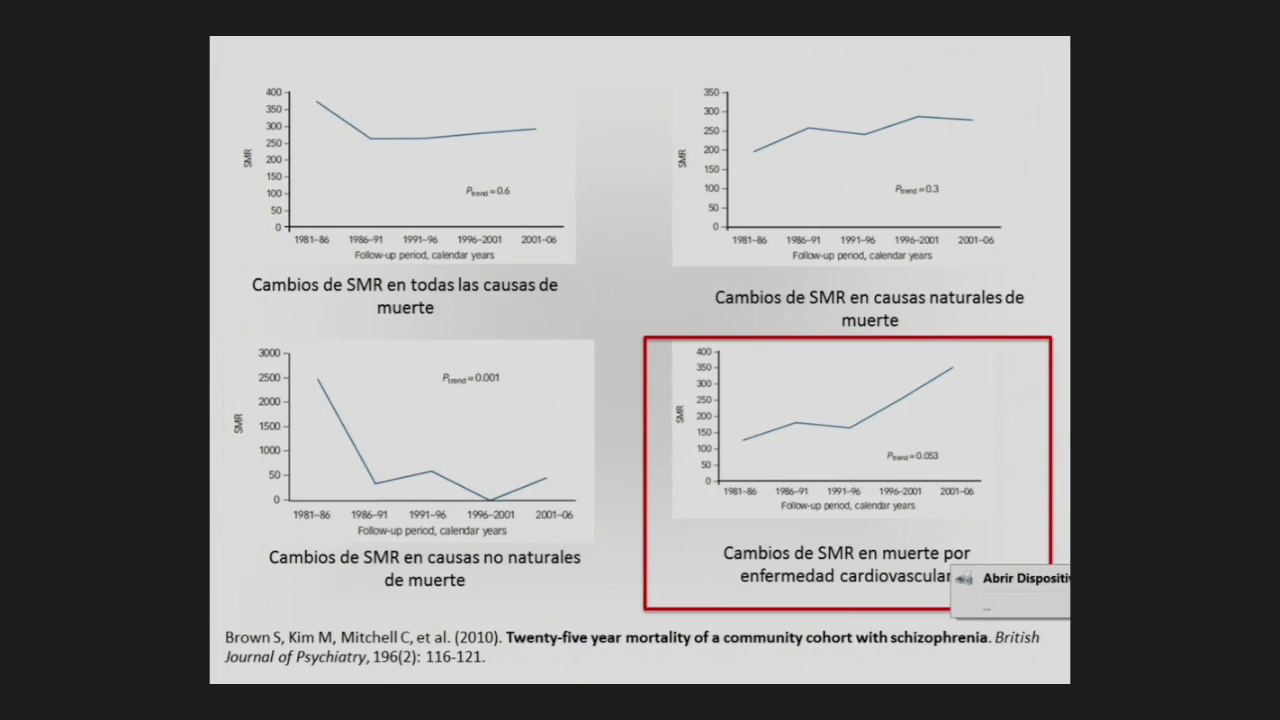 400
350
300
250
200
150
100
50
0
SMR
Ptrend = 0.6
1981–86 1986–91 1991–96 1996–2001 2001–06
Follow-up period, calendar years
Cambios de SMR en todas las causas de
muerte
350
300
250
200
150
100
50
0
SMR
Ptrend = 0.3
1981–86 1986–91 1991–96 1996–2001 2001–06
Follow-up period, calendar years
Cambios de SMR en causas naturales de
muerte
3000
2500
2000
1500
1000
50
0
SMR
Ptrend = 0.001
1981–86 1986–91 1991–96 1996–2001 2001–06
Follow-up period, calendar years
Cambios de SMR en causas no naturales
de muerte
400
350
300
250
200
150
100
50
0
SMR
Ptrend = 0.053
1981–86 1986–91 1991–96 1996–2001 2001–06
Follow-up period, calendar years
Cambios de SMR en muerte por
enfermedad cardiovascular
Abrir Dispositiv
Brown S, Kim M, Mitchell C, et al. (2010). Twenty-five year mortality of a community cohort with schizophrenia. British
Journal of Psychiatry, 196(2): 116-121.